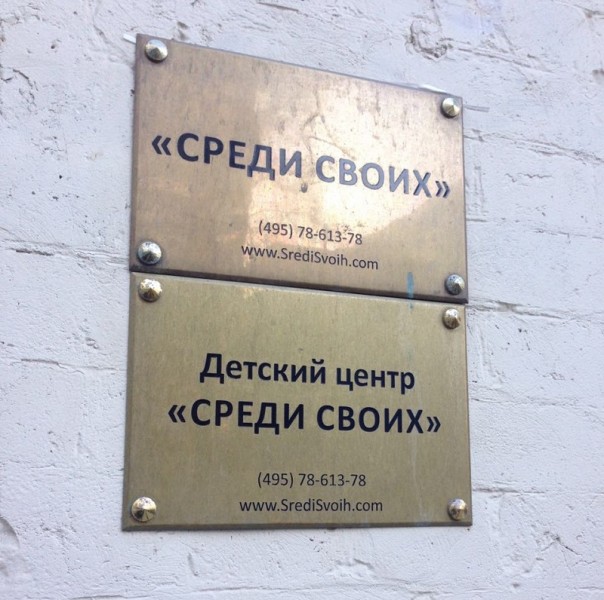 «СРЕДИ СВОИХ»
(495) 78-613-78
www.SrediSvoih.com
Детский центр
«СРЕДИ СВОИХ»
(495) 78-613-78
www.SrediSvoih.com